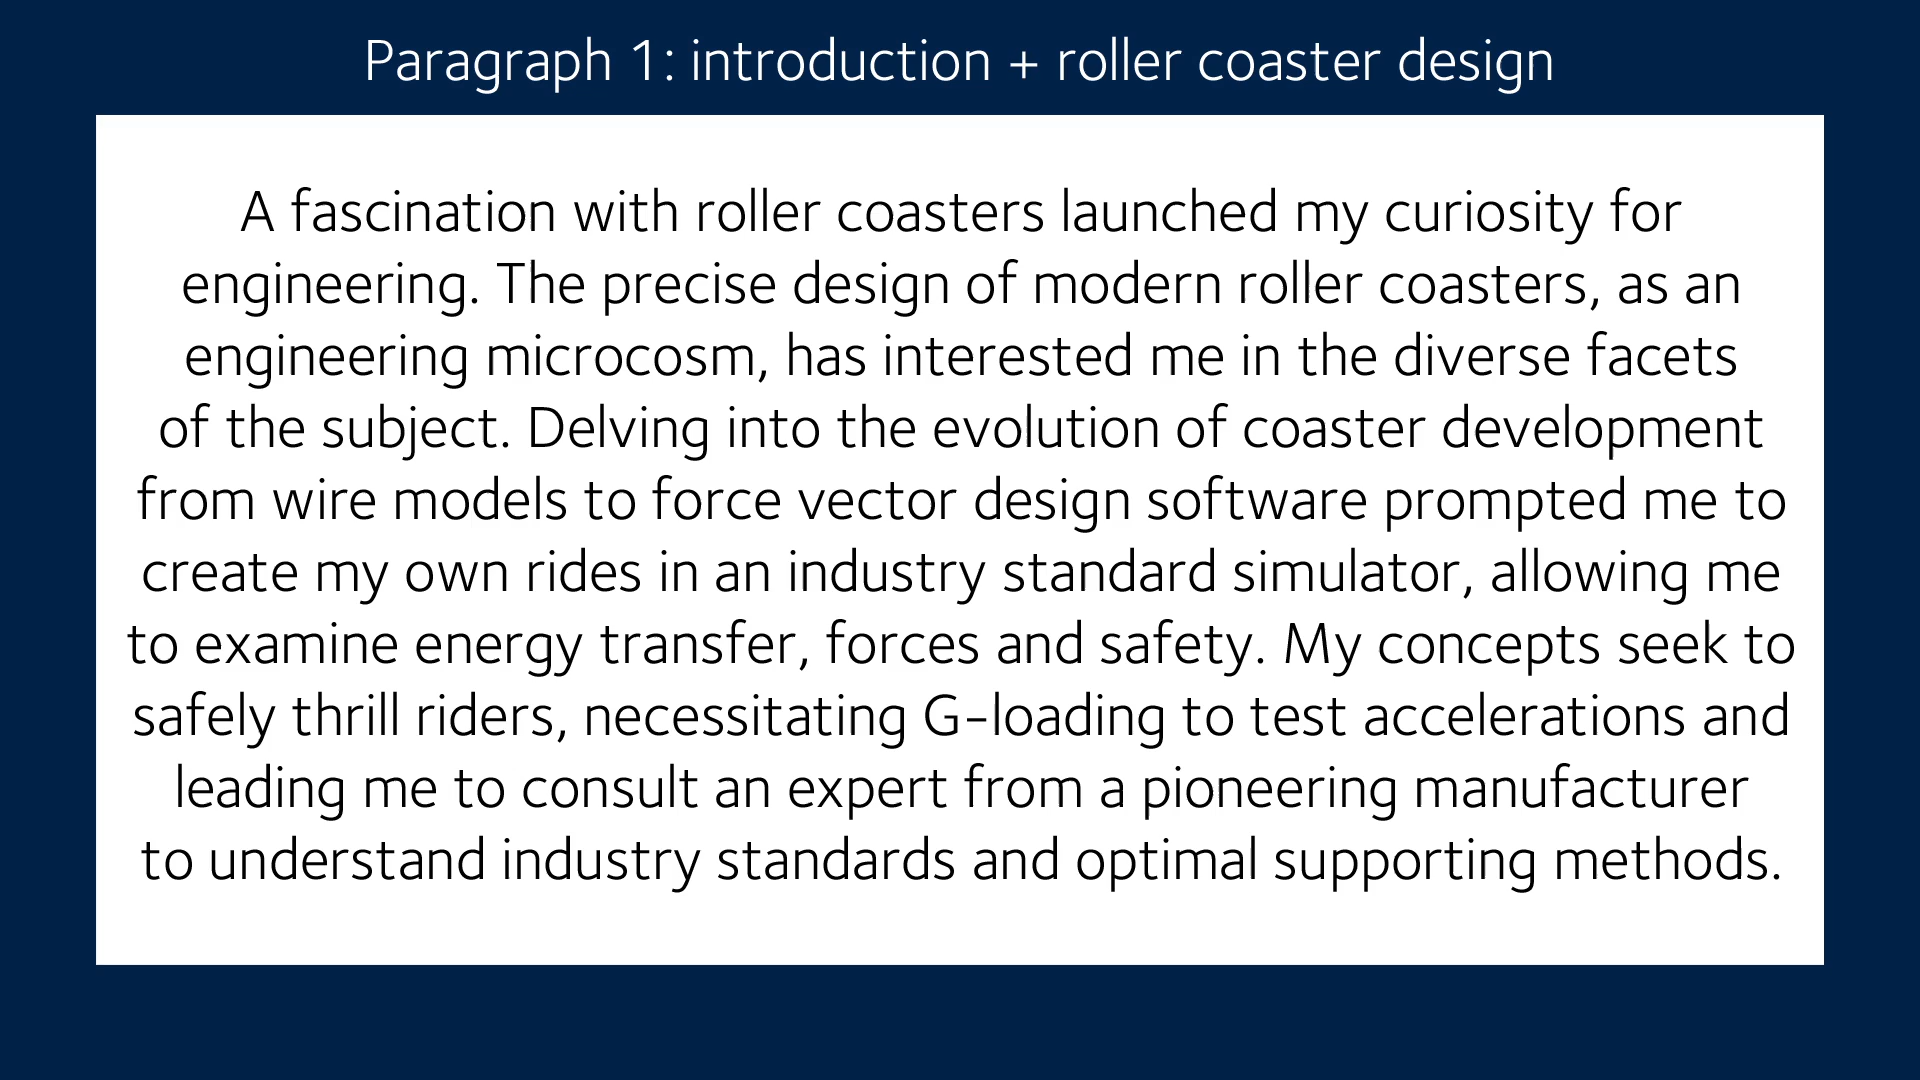 Paragraph 1: introduction + roller coaster design
A fascination with roller coasters launched my curiosity for
engineering. The precise design of modern roller coasters, as an
engineering microcosm, has interested me in the diverse facets
of the subject. Delving into the evolution of coaster development
from wire models to force vector design software prompted me to
create my own rides in an industry standard simulator, allowing me
to examine energy transfer, forces and safety. My concepts seek to
safely thrill riders, necessitating G-loading to test accelerations and
leading me to consult an expert from a pioneering manufacturer
to understand industry standards and optimal supporting methods.